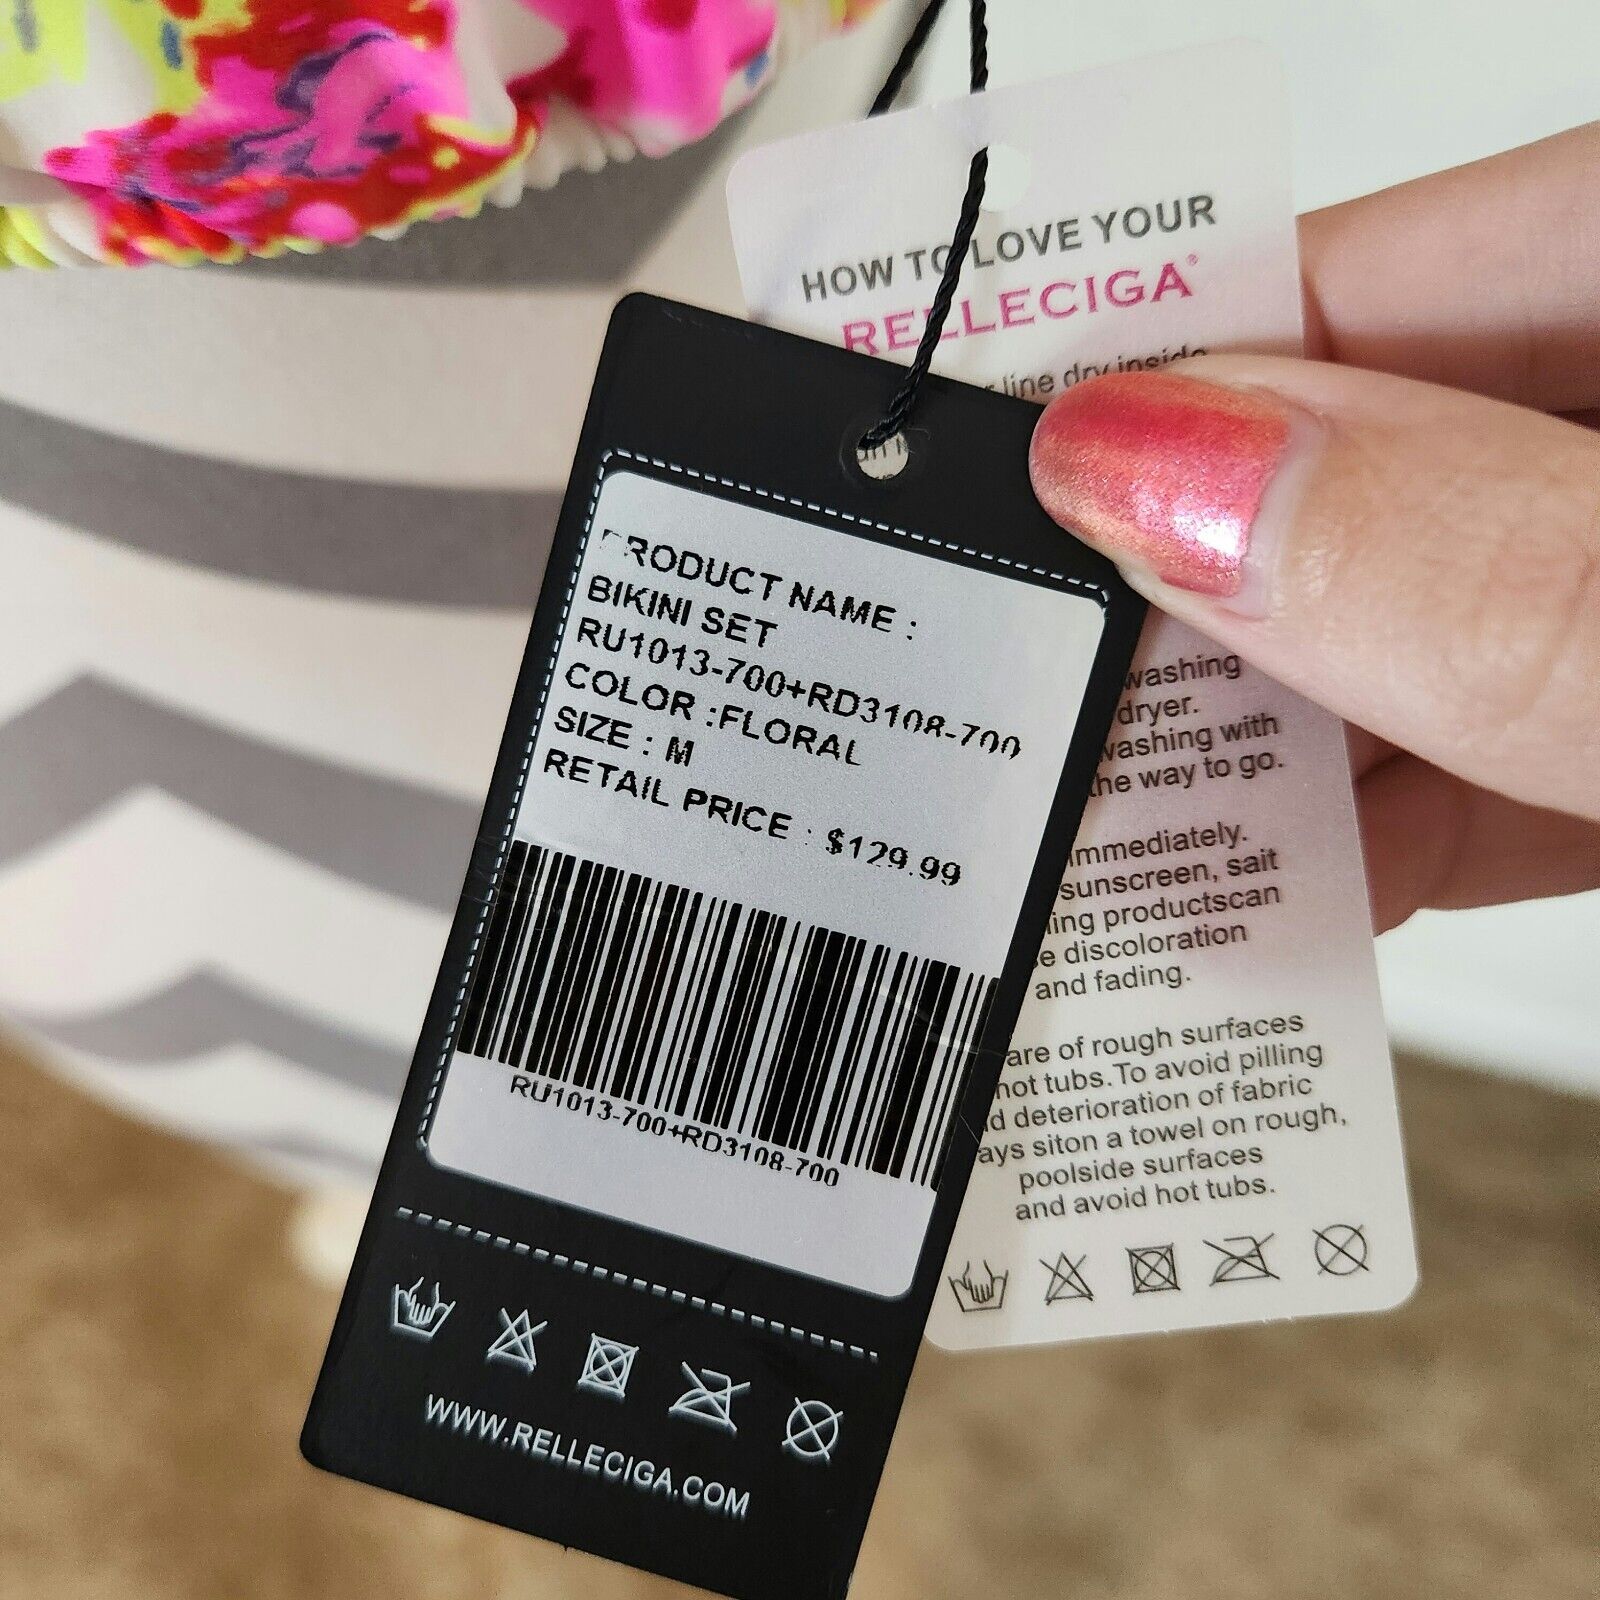 HOW TO LOVE YOUR
RELLECIGA®
line dry inside
PRODUCT NAME :
BIKINI SET
RU1013-700+RD3108-700
COLOR :FLORAL
SIZE : M
RETAIL PRICE : $129.99
RU1013-700+RD3108-700
WWW.RELLECIGA.COM
washing
dryer.
washing with
the way to go.
immediately.
sunscreen, sait
productscan
discoloration
and fading.
of rough surfaces
hot tubs.To avoid pilling
deterioration of fabric
siton a towel on rough,
poolside surfaces
and avoid hot tubs.